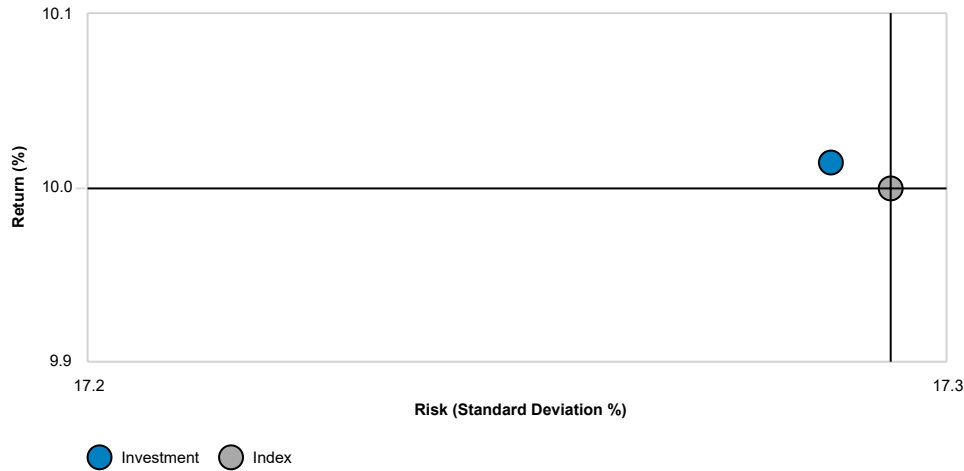 10.1
Return (%)
10.0
9.9
17.2
17.3
Risk (Standard Deviation %)
Investment
Index